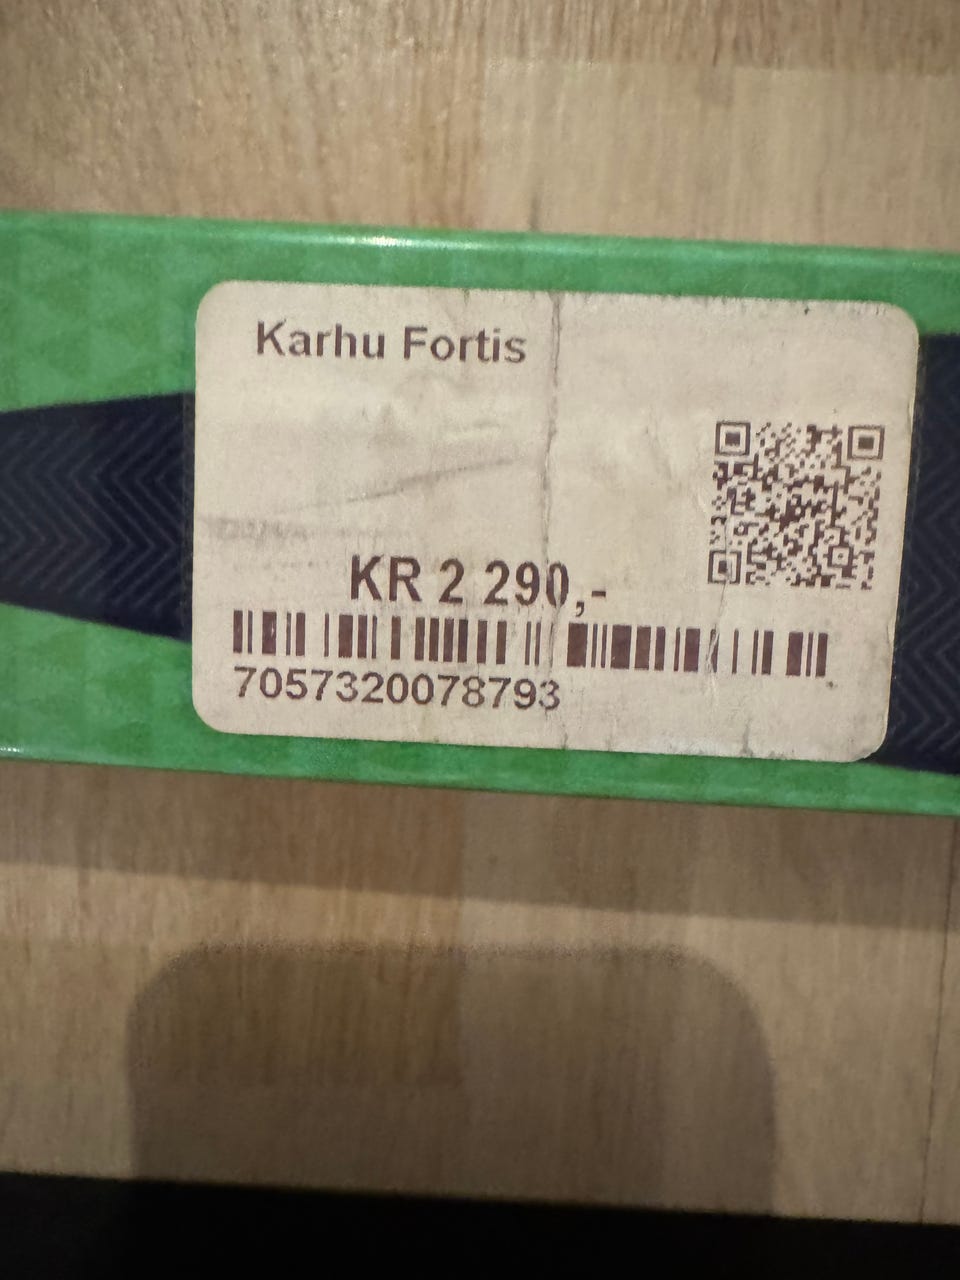 Karhu Fortis
KR 2 290,-
7057320078793